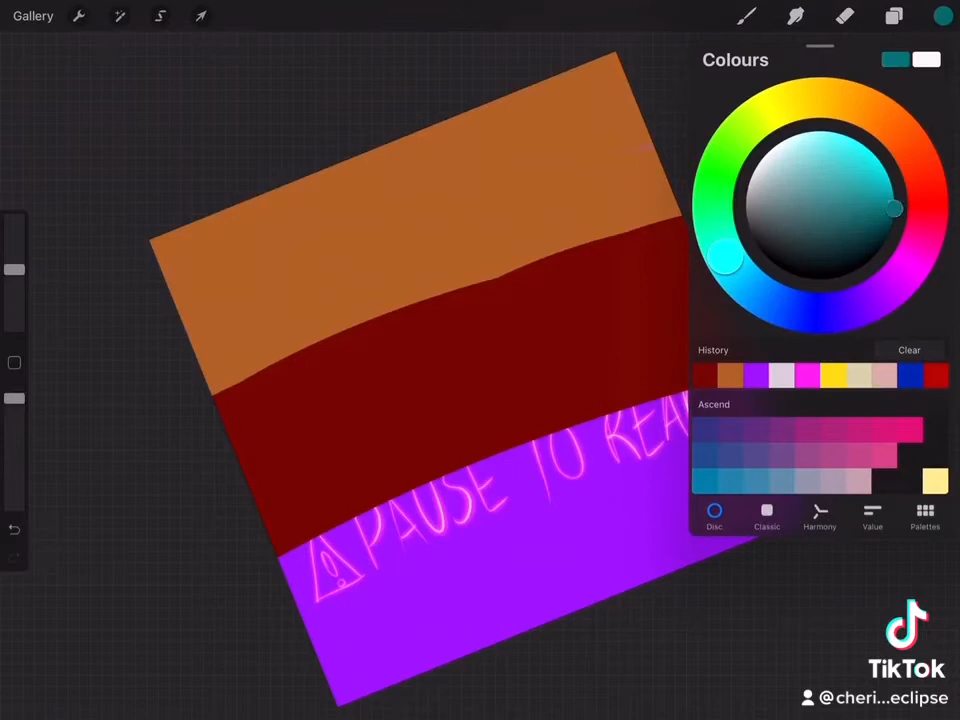 Gallery
Colours
History
Clear
Ascend
Disc
Classic
Harmony
Value
Palettes
PAUSE TO REA
TikTok
@cheri...eclipse